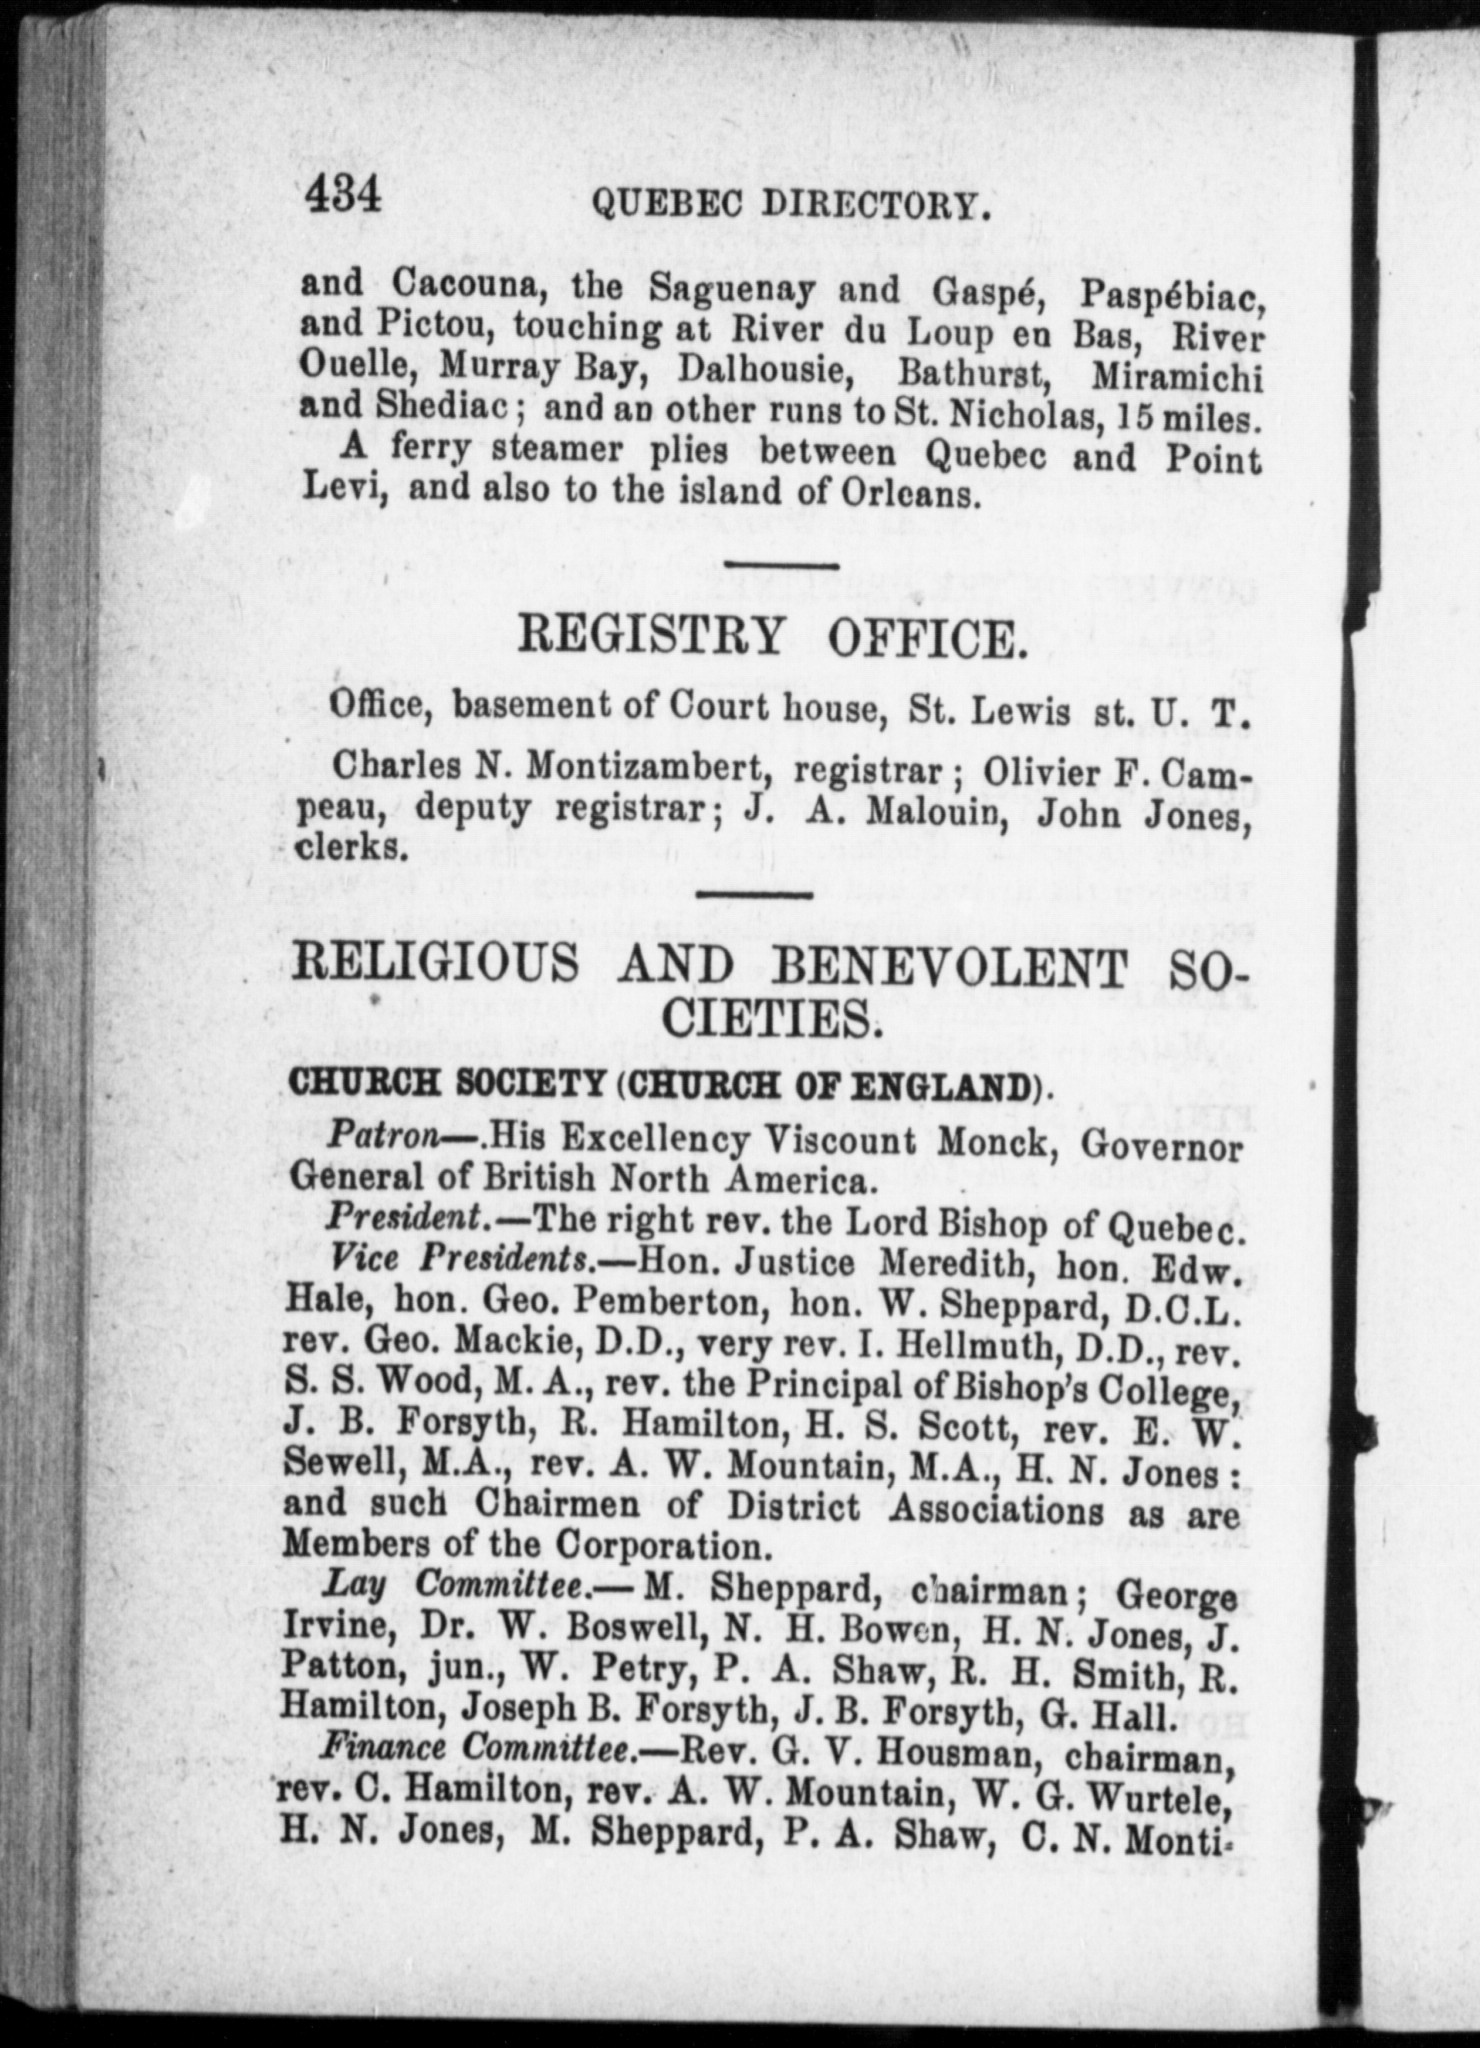 434 QUEBEC DIRECTORY.
and Cacouna, the Saguenay and Gaspé, Paspébiac,
and Pictou, touching at River du Loup en Bas, River
Ouelle, Murray Bay, Dalhousie, Bathurst, Miramichi
and Shediac; and an other runs to St. Nicholas, 15 miles.
A ferry steamer plies between Quebec and Point
Levi, and also to the island of Orleans.
REGISTRY OFFICE.
Office, basement of Court house, St. Lewis st. U. T.
Charles N. Montizambert, registrar; Olivier F. Cam-
peau, deputy registrar; J. A. Malouin, John Jones,
clerks.
RELIGIOUS AND BENEVOLENT SO-
CIETIES.
CHURCH SOCIETY (CHURCH OF ENGLAND).
Patron—.His Excellency Viscount Monck, Governor
General of British North America.
President.—The right rev. the Lord Bishop of Quebec.
Vice Presidents.—Hon. Justice Meredith, hon. Edw.
Hale, hon. Geo. Pemberton, hon. W. Sheppard, D.C.L.
rev. Geo. Mackie, D.D., very rev. I. Hellmuth, D.D., rev.
S. S. Wood, M. A., rev. the Principal of Bishop's College,
J. B. Forsyth, R. Hamilton, H. S. Scott, rev. E. W.
Sewell, M.A., rev. A. W. Mountain, M.A., H. N. Jones:
and such Chairmen of District Associations as are
Members of the Corporation.
Lay Committee.—M. Sheppard, chairman; George
Irvine, Dr. W. Boswell, N. H. Bowen, H. N. Jones, J.
Patton, jun., W. Petry, P. A. Shaw, R. H. Smith, R.
Hamilton, Joseph B. Forsyth, J. B. Forsyth, G. Hall.
Finance Committee.—Rev. G. V. Housman, chairman,
rev. C. Hamilton, rev. A. W. Mountain, W. G. Wurtele,
H. N. Jones, M. Sheppard, P. A. Shaw, C. N. Monti-